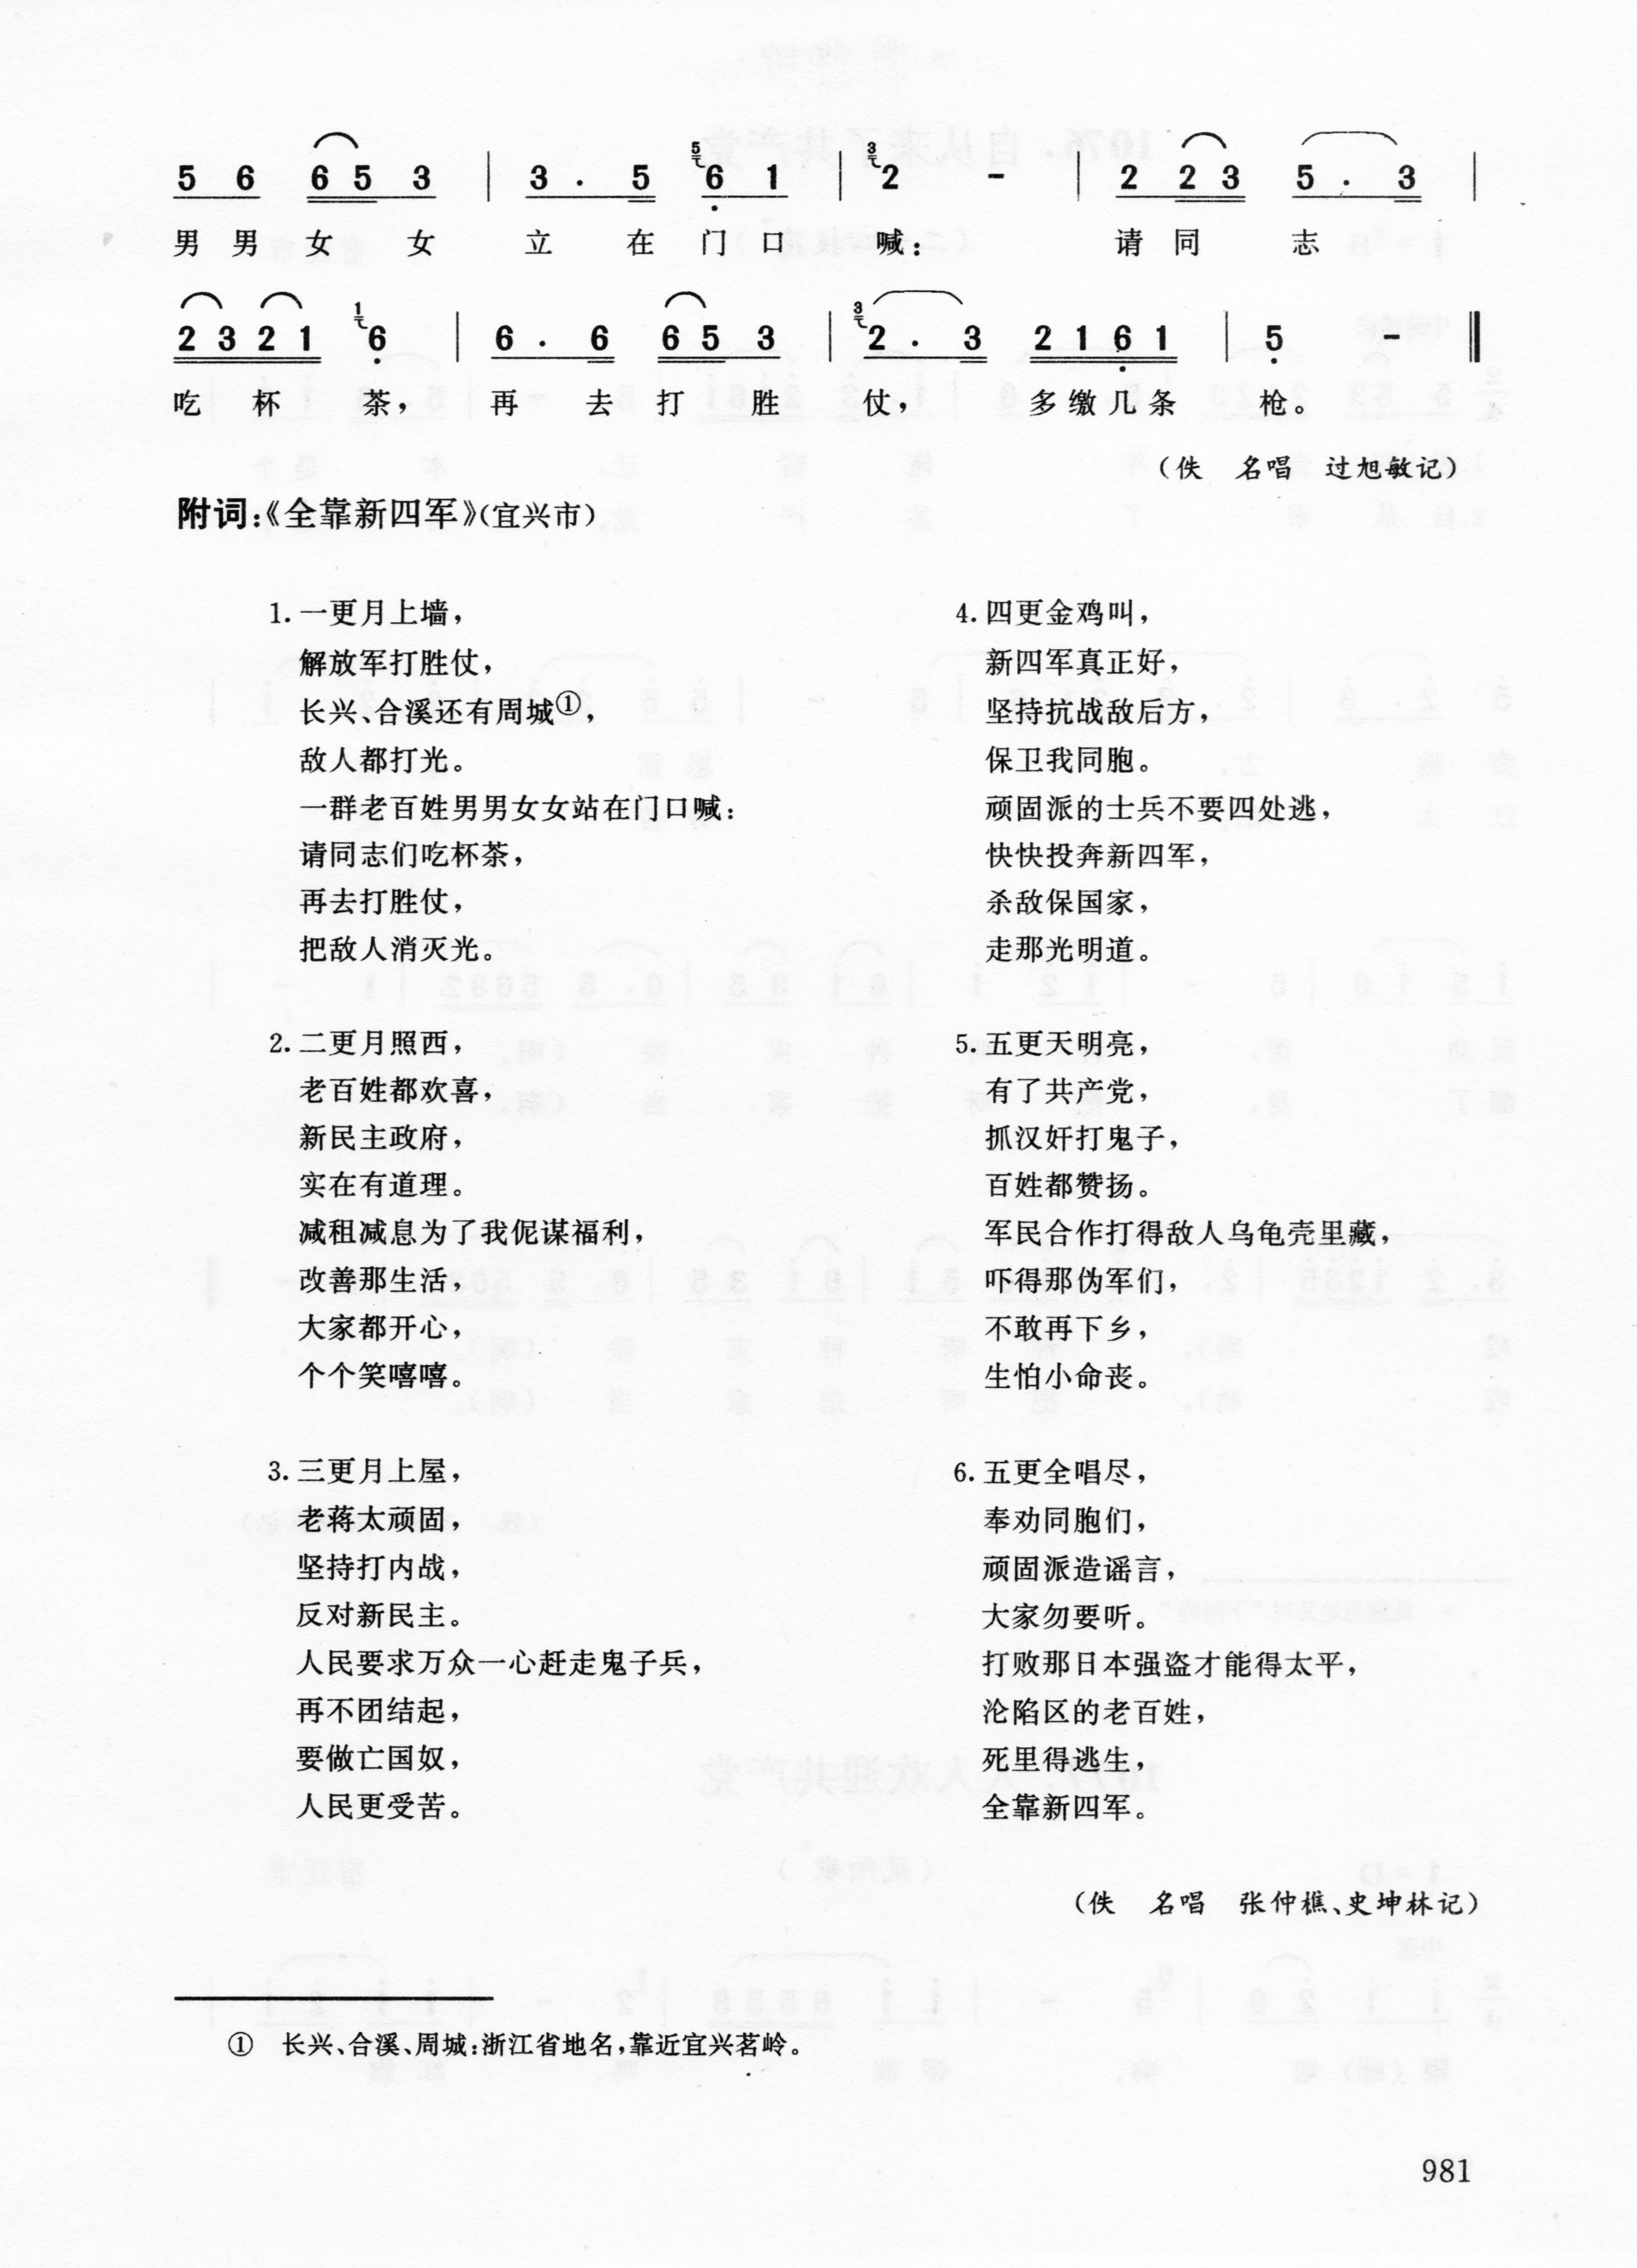 5 6 6 5 3 | 3 · 5 5 6 1 | 3 2 - | 2 2 3 5 · 3 |
男 男 女 女 立 在 门 口 喊: 请 同 志
2 3 2 1 1 6 | 6 · 6 6 5 3 | 3 2 · 3 2 1 6 1 | 5 - ‖
吃 杯 茶, 再 去 打 胜 仗, 多 缴 几 条 枪。
(佚 名唱 过旭敏记)
附词:《全靠新四军》(宜兴市)
1. 一更月上墙,
解放军打胜仗,
长兴、合溪还有周城①,
敌人都打光。
一群老百姓男男女女站在门口喊:
请同志们吃杯茶,
再去打胜仗,
把敌人消灭光。
2. 二更月照西,
老百姓都欢喜,
新民主政府,
实在有道理。
减租减息为了我伲谋福利,
改善那生活,
大家都开心,
个个笑嘻嘻。
3. 三更月上屋,
老蒋太顽固,
坚持打内战,
反对新民主。
人民要求万众一心赶走鬼子兵,
再不团结起,
要做亡国奴,
人民更受苦。
4. 四更金鸡叫,
新四军真正好,
坚持抗战敌后方,
保卫我同胞。
顽固派的士兵不要四处逃,
快快投奔新四军,
杀敌保国家,
走那光明道。
5. 五更天明亮,
有了共产党,
抓汉奸打鬼子,
百姓都赞扬。
军民合作打得敌人乌龟壳里藏,
吓得那伪军们,
不敢再下乡,
生怕小命丧。
6. 五更全唱尽,
奉劝同胞们,
顽固派造谣言,
大家勿要听。
打败那日本强盗才能得太平,
沦陷区的老百姓,
死里得逃生,
全靠新四军。
(佚 名唱 张仲樵、史坤林记)
① 长兴、合溪、周城:浙江省地名,靠近宜兴茗岭。
981